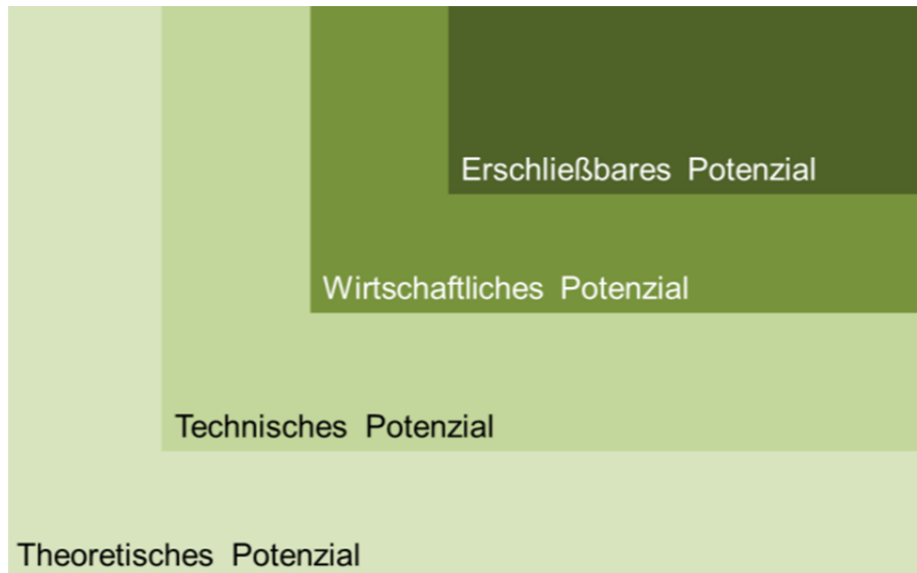 Erschließbares Potenzial
Wirtschaftliches Potenzial
Technisches Potenzial
Theoretisches Potenzial